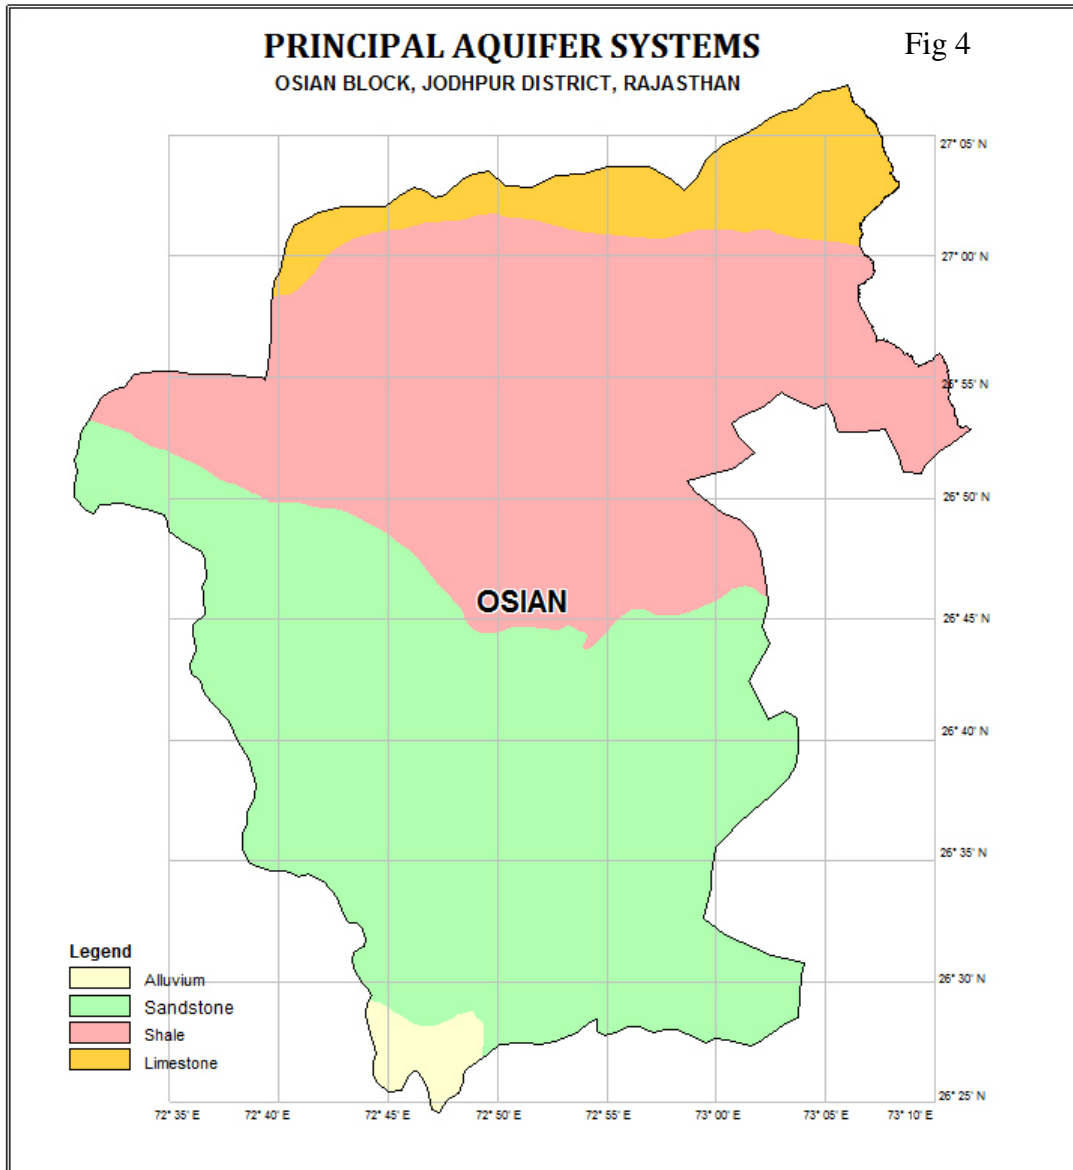 PRINCIPAL AQUIFER SYSTEMS
Fig 4
OSIAN BLOCK, JODHPUR DISTRICT, RAJASTHAN
27° 05' N
27° 00' N
26° 55' N
26° 50' N
OSIAN
26° 45' N
26° 40' N
26° 35' N
Legend
Alluvium
Sandstone
Shale
Limestone
26° 30' N
26° 25' N
72° 35' E
72° 40' E
72° 45' E
72° 50' E
72° 55' E
73° 00' E
73° 05' E
73° 10' E